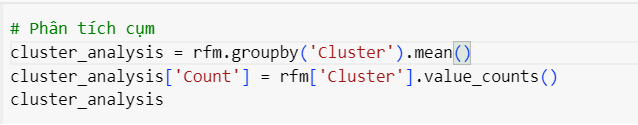 # Phân tích cụm
cluster_analysis = rfm.groupby('Cluster').mean()
cluster_analysis['Count'] = rfm['Cluster'].value_counts()
cluster_analysis